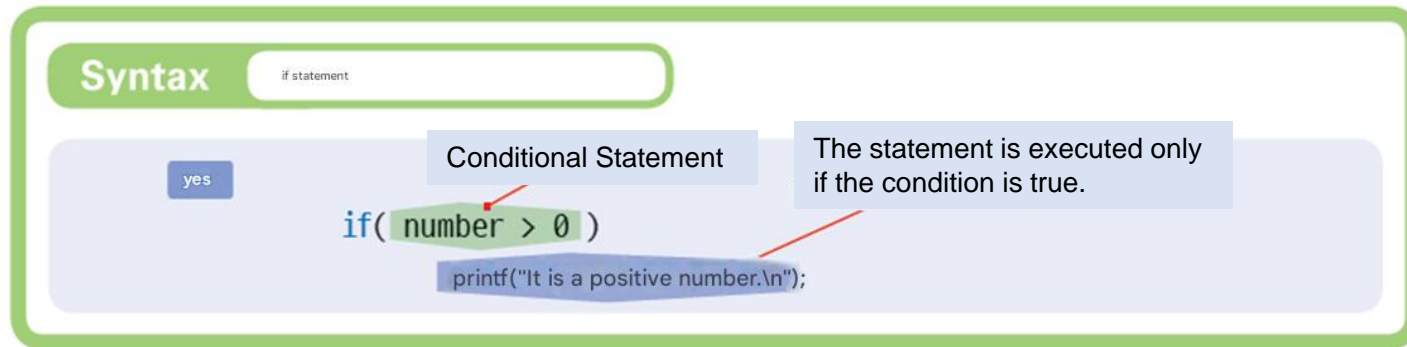 Syntax
if statement
Conditional Statement
The statement is executed only
if the condition is true.
yes
if( number > 0 )
printf("It is a positive number.\n");